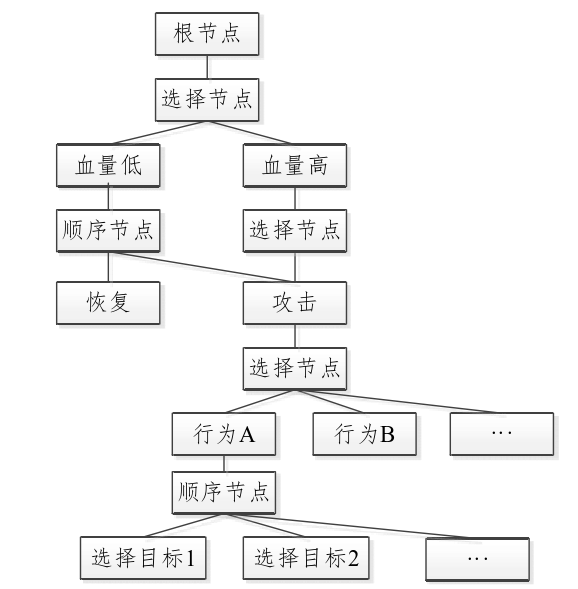 根节点
选择节点
血量低
血量高
顺序节点
选择节点
恢复
攻击
选择节点
行为A
行为B
...
顺序节点
选择目标1
选择目标2
...